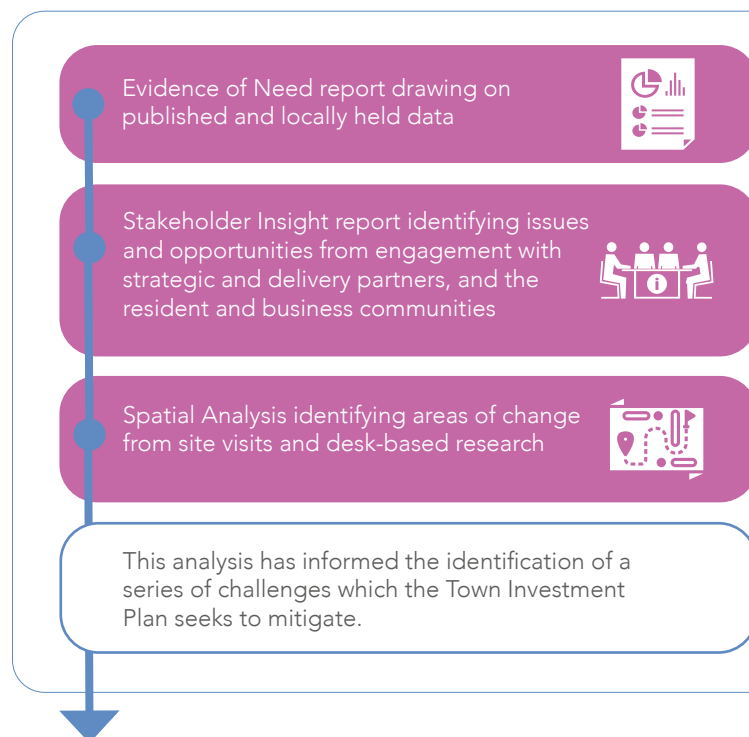 Evidence of Need report drawing on
published and locally held data
Stakeholder Insight report identifying issues
and opportunities from engagement with
strategic and delivery partners, and the
resident and business communities
Spatial Analysis identifying areas of change
from site visits and desk-based research
This analysis has informed the identification of a
series of challenges which the Town Investment
Plan seeks to mitigate.